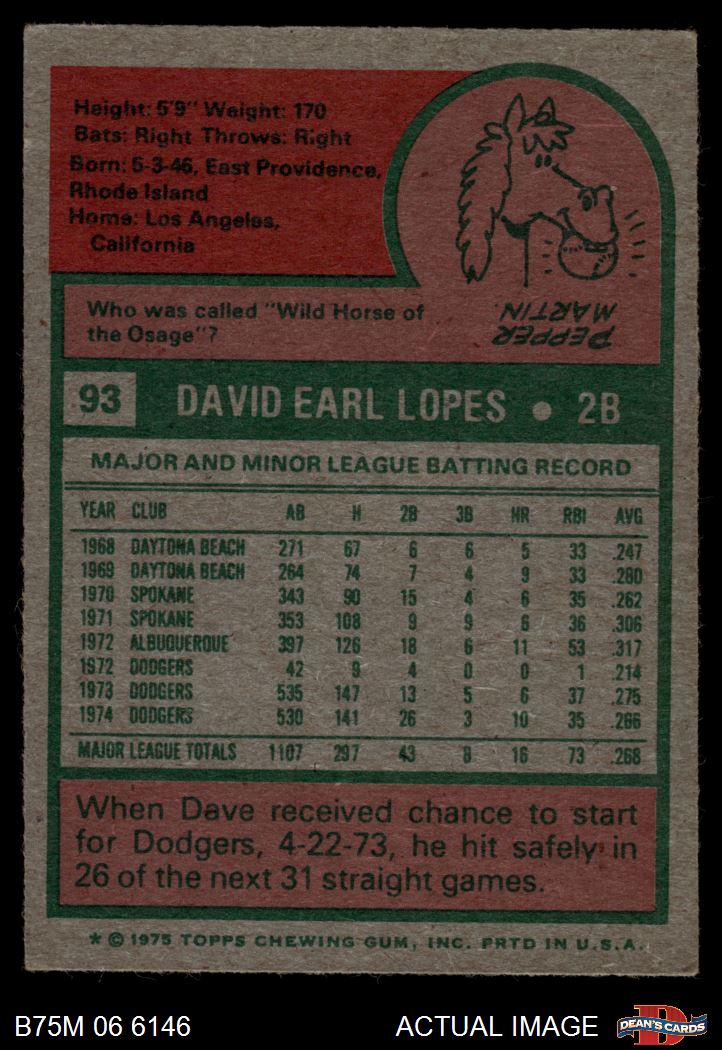 Height: 5'9" Weight: 170
Bats: Right Throws: Right
Born: 5-3-46, East Providence,
Rhode Island
Home: Los Angeles,
California
Who was called "Wild Horse of
the Osage"?
PEPPER
MARTIN.
93 DAVID EARL LOPES • 2B
MAJOR AND MINOR LEAGUE BATTING RECORD
YEAR CLUB AB H 2B 3B HR RBI AVG
1968 DAYTONA BEACH 271 67 6 6 5 33 .247
1969 DAYTONA BEACH 264 74 7 4 9 33 .280
1970 SPOKANE 343 90 15 4 6 35 .262
1971 SPOKANE 353 108 9 9 6 36 .306
1972 ALBUQUERQUE 397 126 18 6 11 53 .317
1972 DODGERS 42 9 4 0 0 1 .214
1973 DODGERS 535 147 13 5 6 37 .275
1974 DODGERS 530 141 26 3 10 35 .266
MAJOR LEAGUE TOTALS 1107 297 43 8 16 73 .268
When Dave received chance to start
for Dodgers, 4-22-73, he hit safely in
26 of the next 31 straight games.
* © 1975 TOPPS CHEWING GUM, INC. PRTD IN U.S.A.
B75M 06 6146 ACTUAL IMAGE
D
DEAN'S CARDS